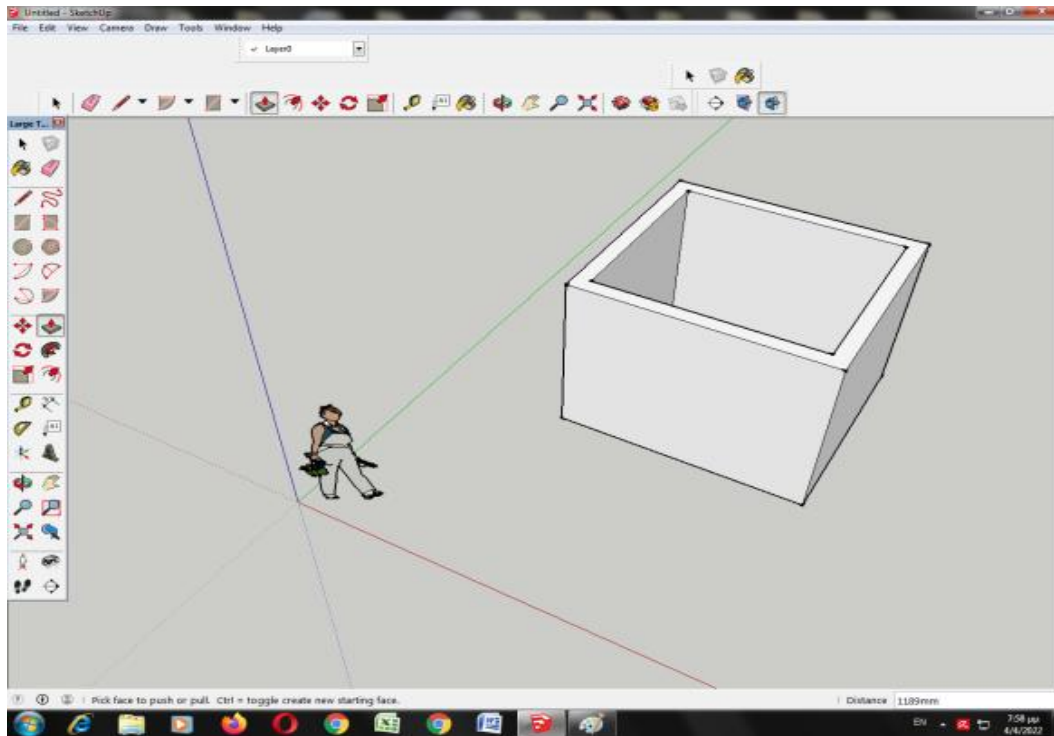 Untitled - SketchUp
File Edit View Camera Draw Tools Window Help
✓ Layer0
Large T...
Pick face to push or pull. Ctrl = toggle create new starting face.
Distance 1189mm
EN
7:58 μμ
4/4/2022